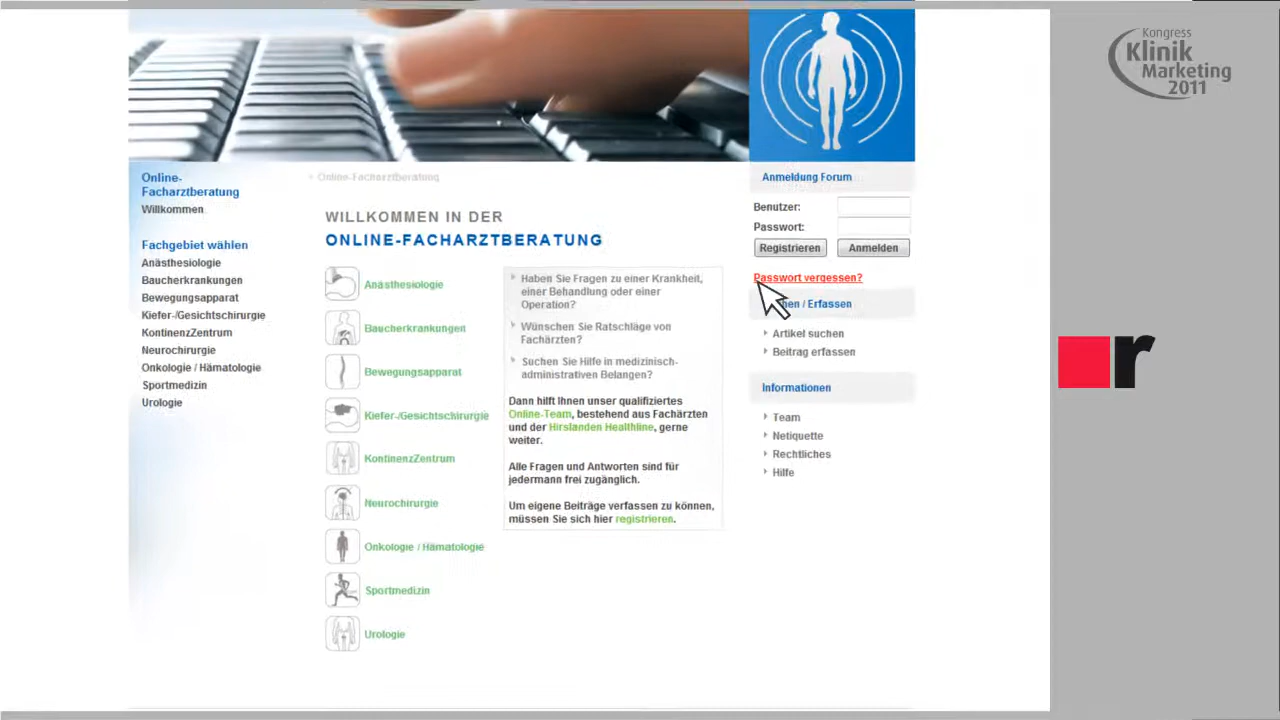 Kongress
Klinik
Marketing
2011
r
Online-
Facharztberatung
Willkommen
Fachgebiet wählen
Anästhesiologie
Baucherkrankungen
Bewegungsapparat
Kiefer-/Gesichtschirurgie
KontinenzZentrum
Neurochirurgie
Onkologie / Hämatologie
Sportmedizin
Urologie
Online-Facharztberatung
WILLKOMMEN IN DER
ONLINE-FACHARZTBERATUNG
Anästhesiologie
Baucherkrankungen
Bewegungsapparat
Kiefer-/Gesichtschirurgie
KontinenzZentrum
Neurochirurgie
Onkologie / Hämatologie
Sportmedizin
Urologie
Haben Sie Fragen zu einer Krankheit,
einer Behandlung oder einer
Operation?
Wünschen Sie Ratschläge von
Fachärzten?
Suchen Sie Hilfe in medizinisch-
administrativen Belangen?
Dann hilft Ihnen unser qualifiziertes
Online-Team, bestehend aus Fachärzten
und der Hirslanden Healthline, gerne
weiter.
Alle Fragen und Antworten sind für
jedermann frei zugänglich.
Um eigene Beiträge verfassen zu können,
müssen Sie sich hier registrieren.
Anmeldung Forum
Benutzer:
Passwort:
Registrieren Anmelden
Passwort vergessen?
/ Erfassen
Artikel suchen
Beitrag erfassen
Informationen
Team
Netiquette
Rechtliches
Hilfe